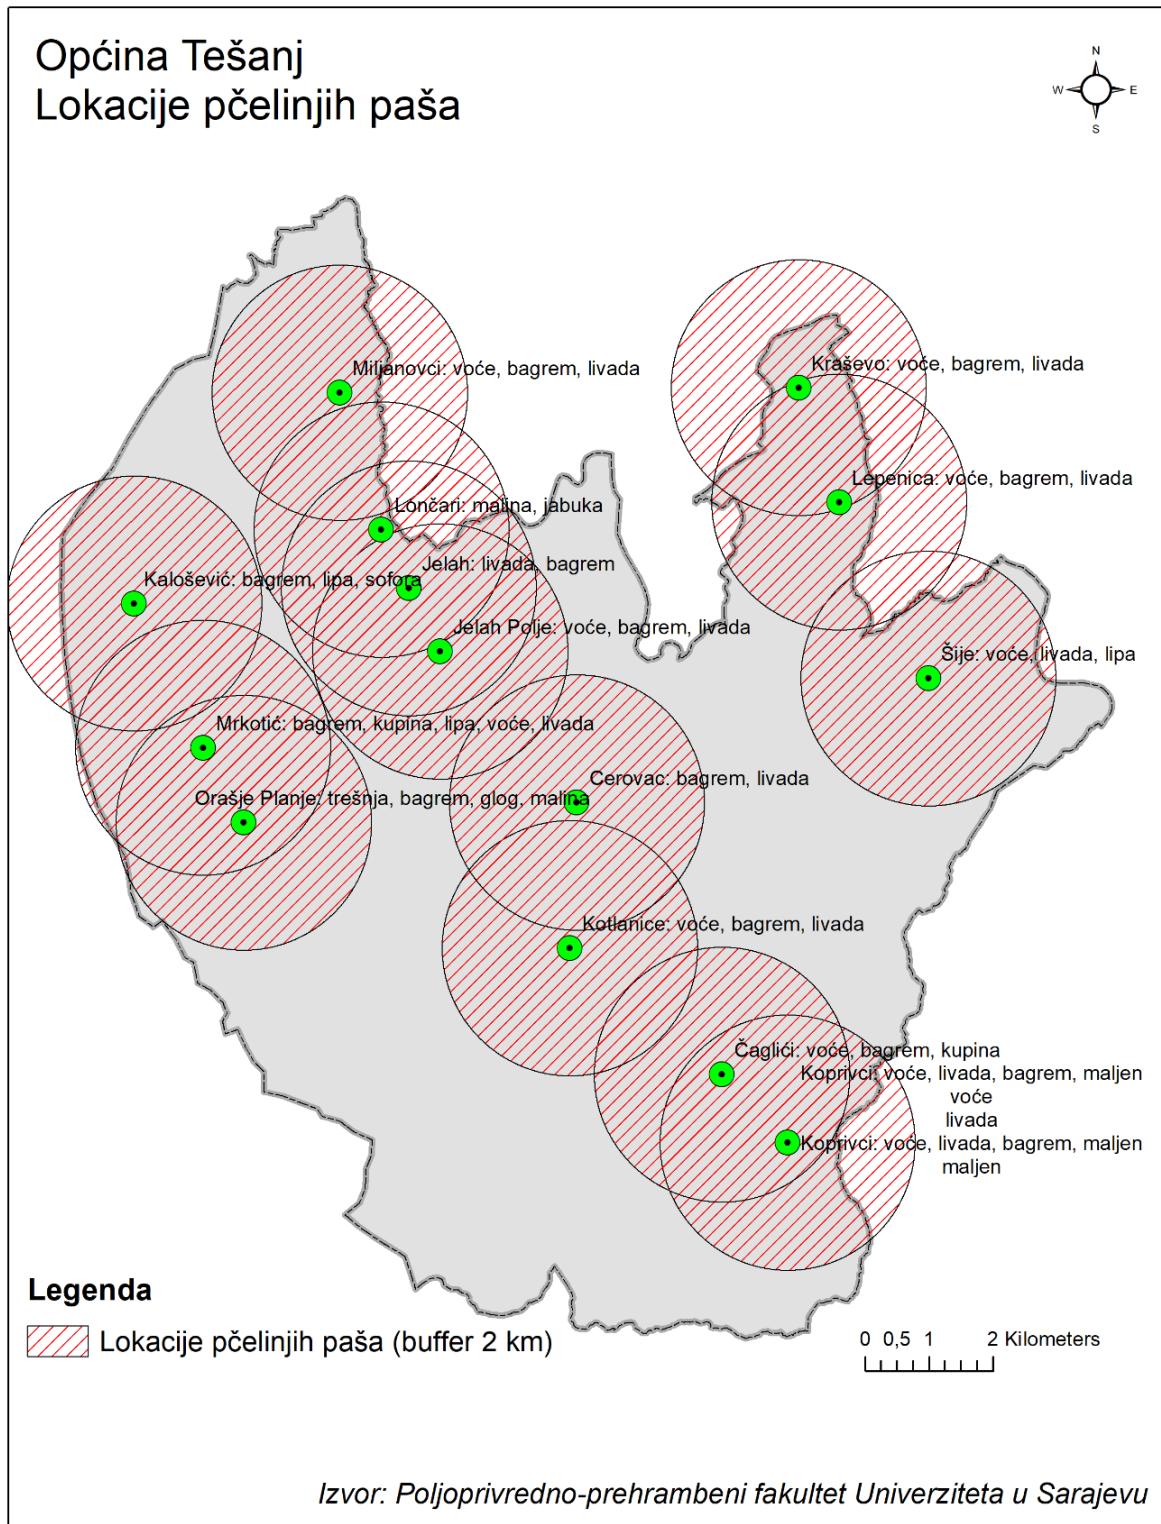 Općina Tešanj
Lokacije pčelinjih paša
N
W
E
S
Miljanovci: voće, bagrem, livada
Kraševo: voće, bagrem, livada
Lepenica: voće, bagrem, livada
Lončari: malina, jabuka
Jelah: livada, bagrem
Kalošević: bagrem, lipa, sofora
Jelah Polje: voće, bagrem, livada
Šije: voće, livada, lipa
Mrkotić: bagrem, kupina, lipa, voće, livada
Cerovac: bagrem, livada
Orašje Planje: trešnja, bagrem, glog, malina
Kotlanice: voće, bagrem, livada
Čaglići: voće, bagrem, kupina
Koprivci: voće, livada, bagrem, maljen
voće
livada
Koprivci: voće, livada, bagrem, maljen
maljen
Legenda
Lokacije pčelinjih paša (buffer 2 km)
0 0,5 1 2 Kilometers
Izvor: Poljoprivredno-prehrambeni fakultet Univerziteta u Sarajevu